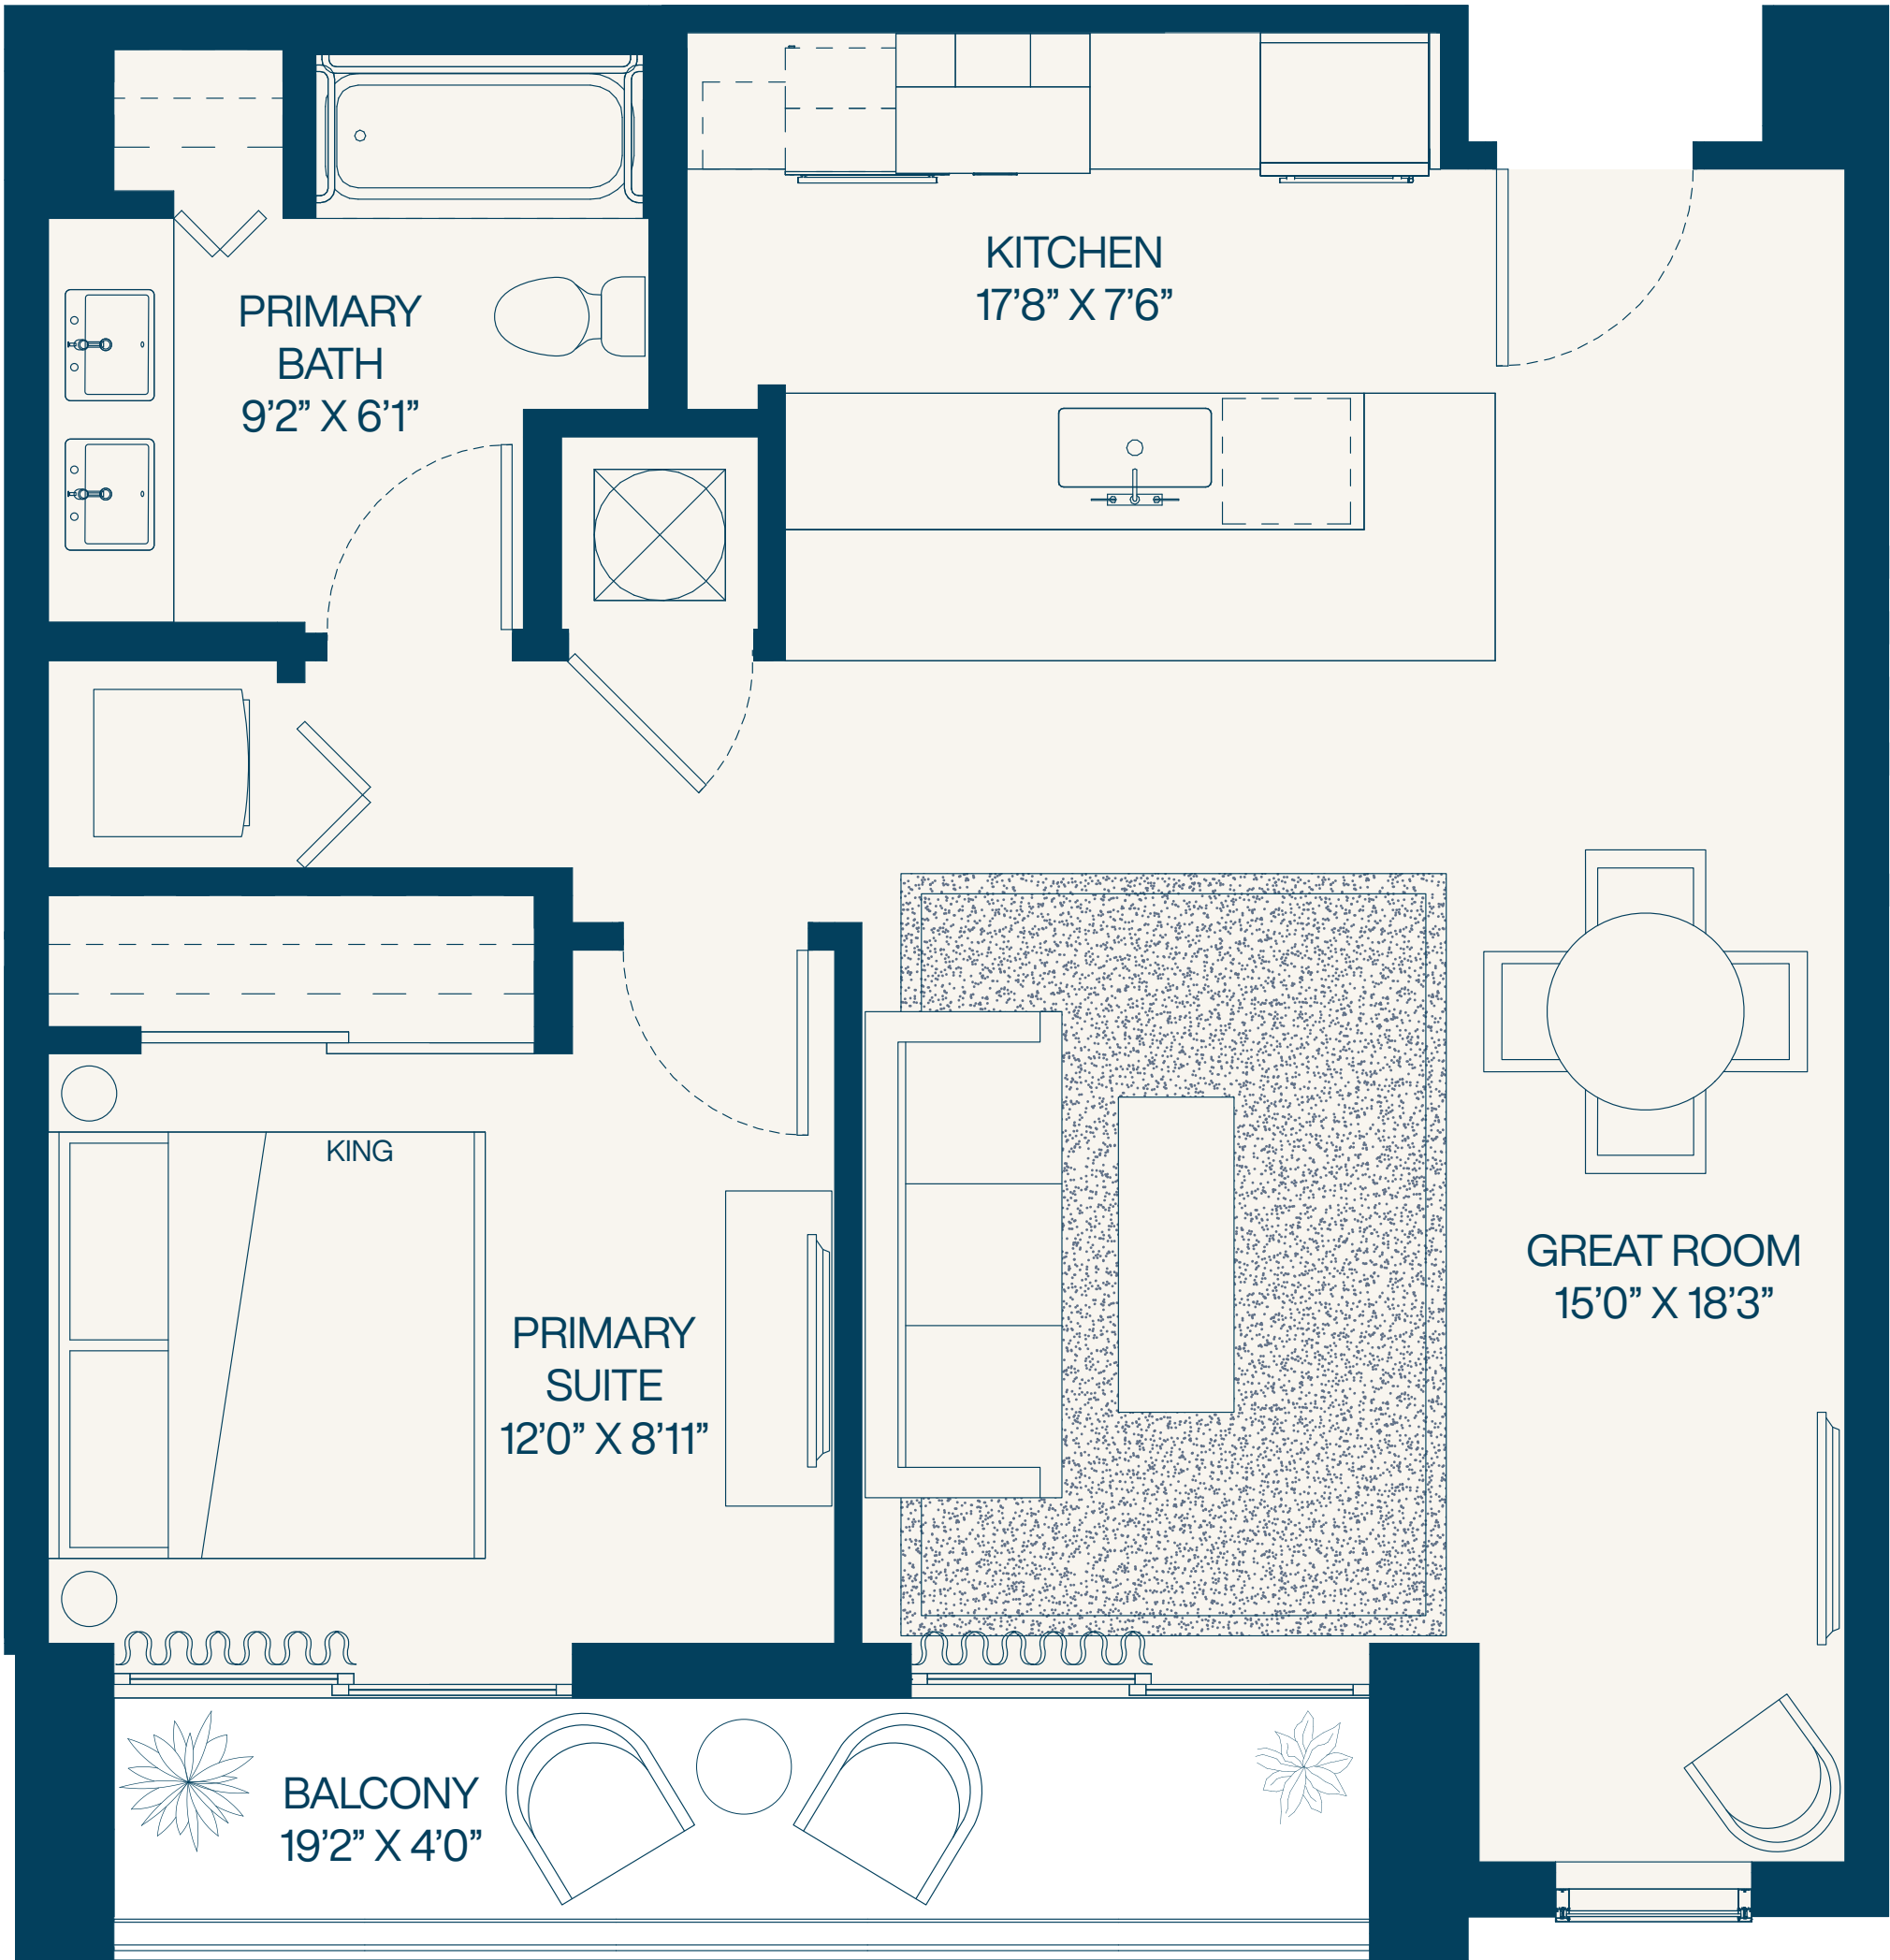 KITCHEN
17’8” X 7’6”
PRIMARY
BATH
9’2” X 6’1”
KING
GREAT ROOM
15’0” X 18’3”
PRIMARY
SUITE
12’0” X 8’11”
BALCONY
19’2” X 4’0”